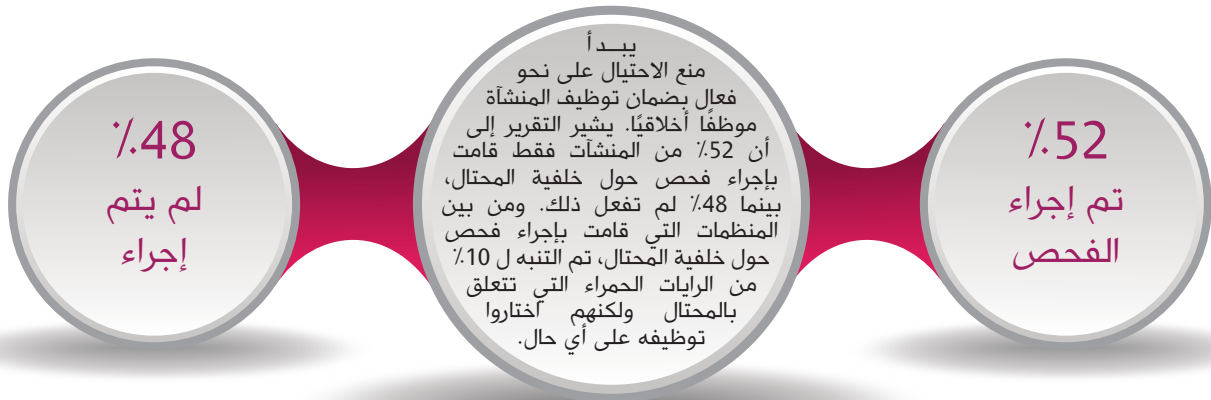 ٪52
تم إجراء
الفحص
يبـدأ
منع الاحتيال على نحو
فعال بضمان توظيف المنشآة
موظفًا أخلاقيًا. يشير التقرير إلى
أن 52٪ من المنشآت فقط قامت
بإجراء فحص حول خلفية المحتال،
بينما 48٪ لم تفعل ذلك. ومن بين
المنظمات التي قامت بإجراء فحص
حول خلفية المحتال، تم التنبه ل 10٪
من الرايات الحمراء التي تتعلق
بالمحتال ولكنهم اختاروا
توظيفه على أي حال.
٪48
لم يتم
إجراء